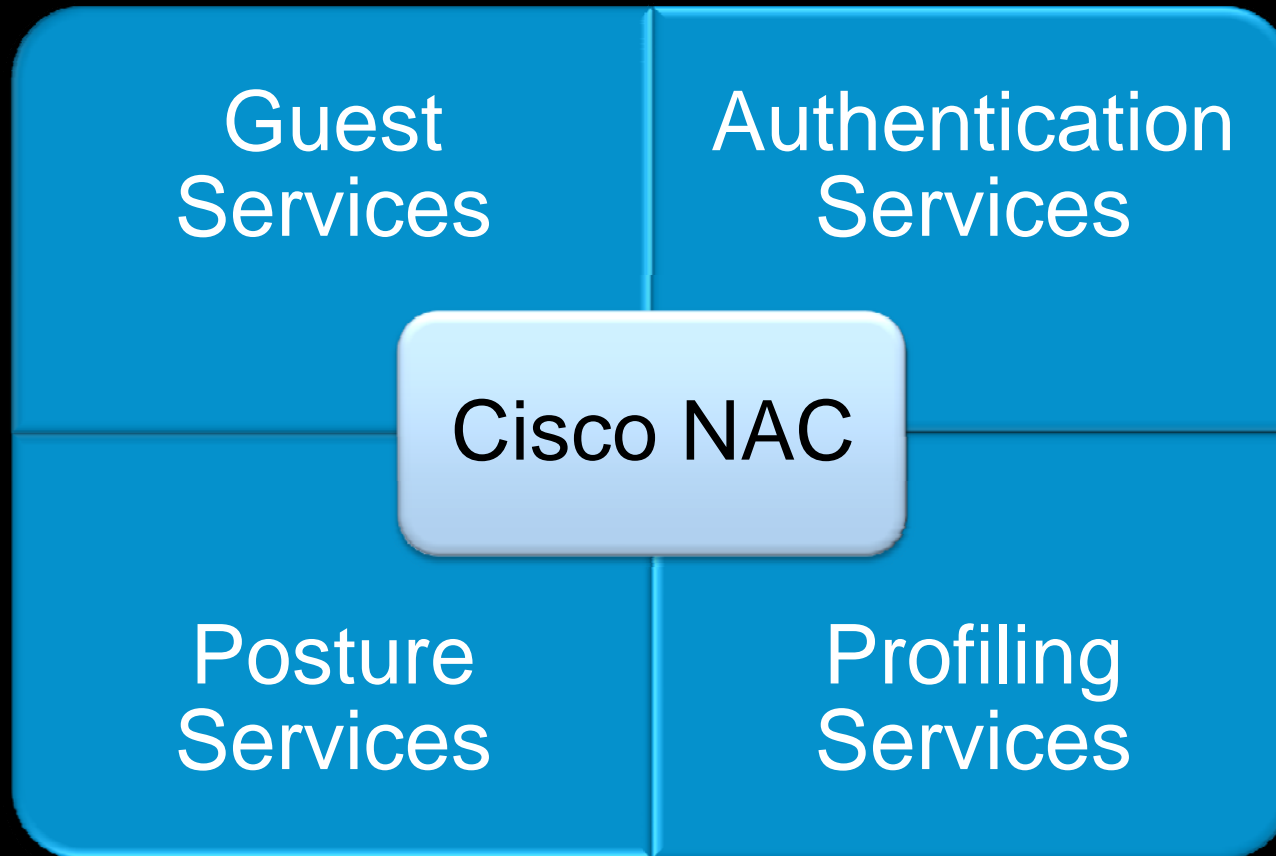 Guest
Services
Authentication
Services
Cisco NAC
Posture
Services
Profiling
Services